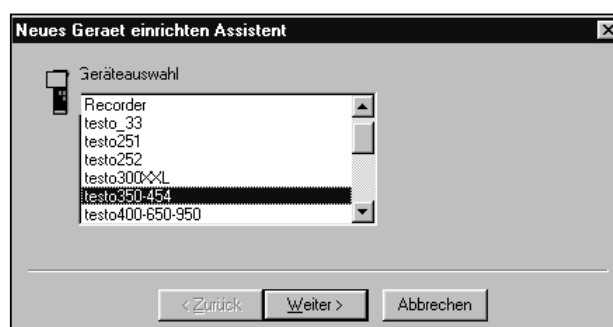 Neues Geraet einrichten Assistent
Geräteauswahl
Recorder
testo_33
testo251
testo252
testo300XXL
testo350-454
testo400-650-950
< Zurück
Weiter >
Abbrechen